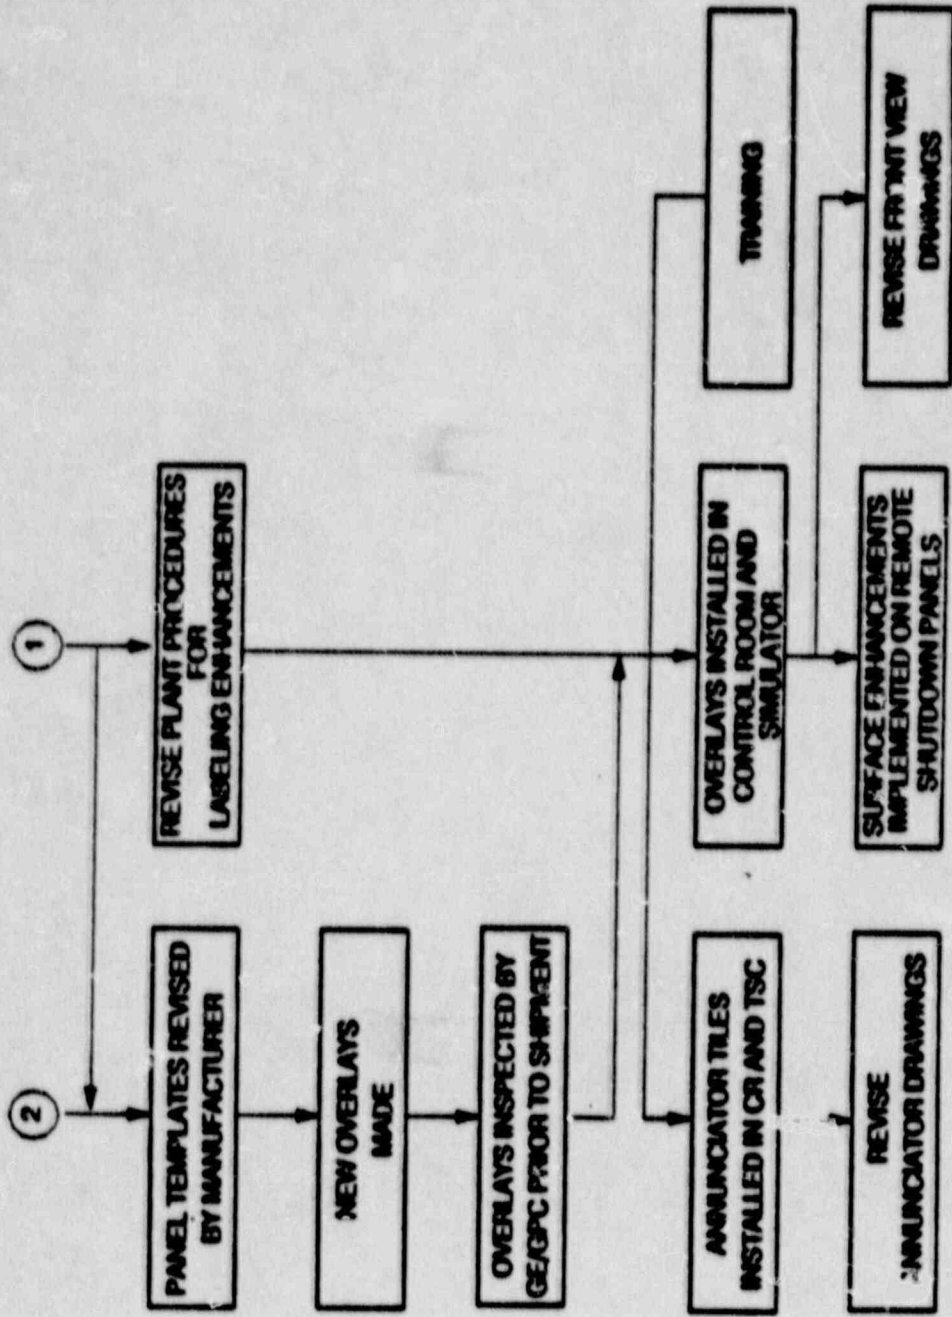 2
1
PANEL TEMPLATES REVISED
BY MANUFACTURER
REVISE PLANT PROCEDURES
FOR
LABELING ENHANCEMENTS
NEW OVERLAYS
MADE
OVERLAYS INSPECTED BY
GE/GPC PRIOR TO SHIPMENT
ANNUNCIATOR TILES
INSTALLED IN CR AND TSC
OVERLAYS INSTALLED IN
CONTROL ROOM AND
SIMULATOR
TRAINING
REVISE
ANNUNCIATOR DRAWINGS
SURFACE ENHANCEMENTS
IMPLEMENTED ON REMOTE
SHUTDOWN PANELS
REVISE FRONT VIEW
DRAWINGS